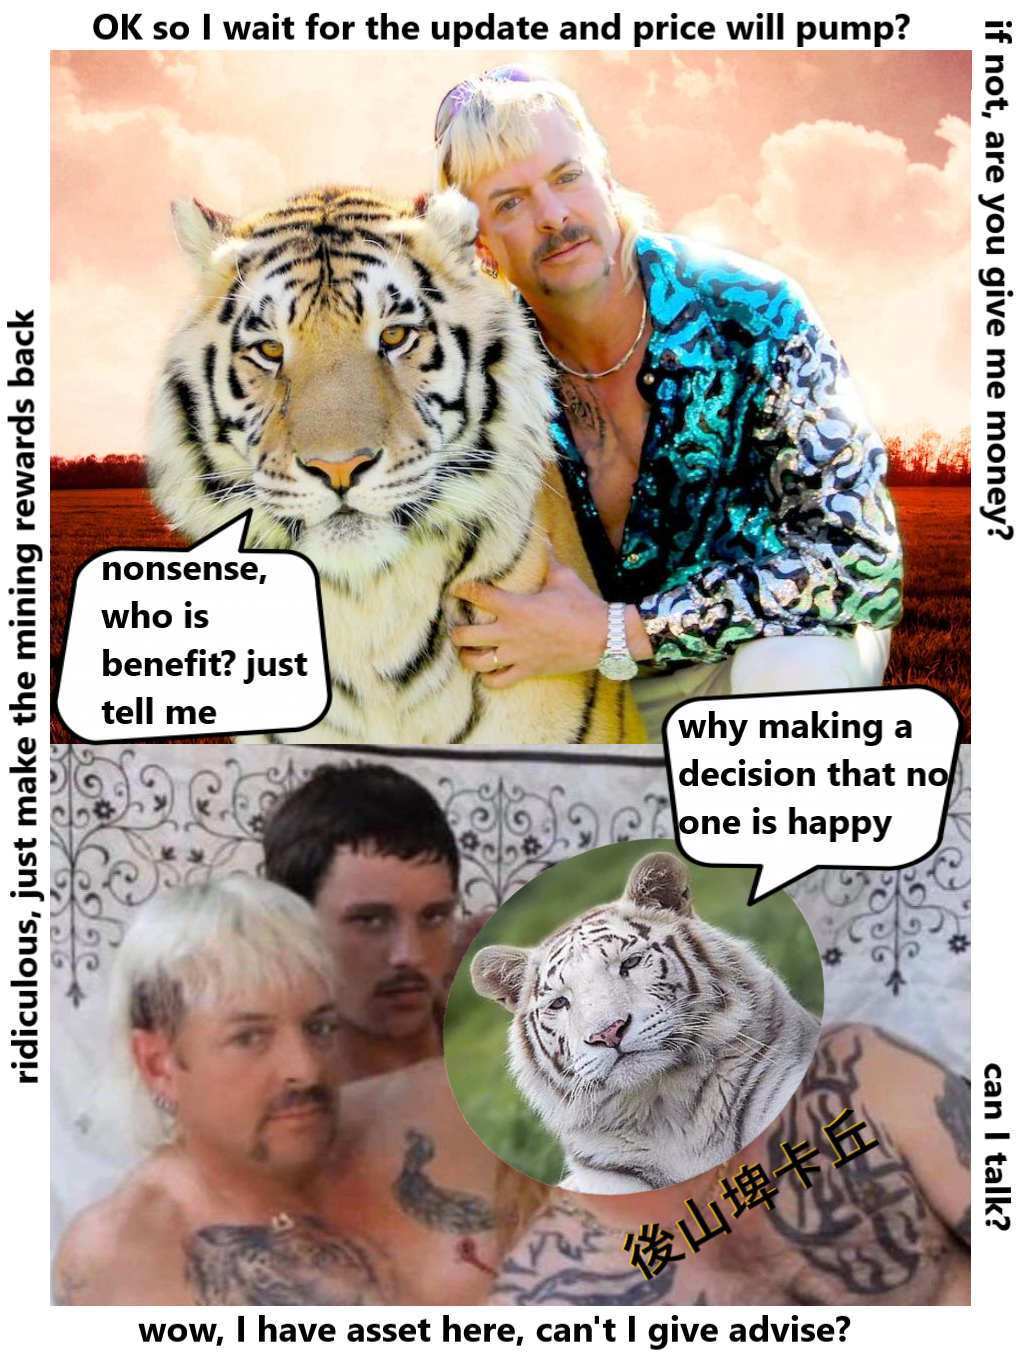 OK so I wait for the update and price will pump?
if not, are you give me money?
ridiculous, just make the mining rewards back
nonsense,
who is
benefit? just
tell me
why making a
decision that no
one is happy
can I talk?
後山埤卡丘
wow, I have asset here, can't I give advise?